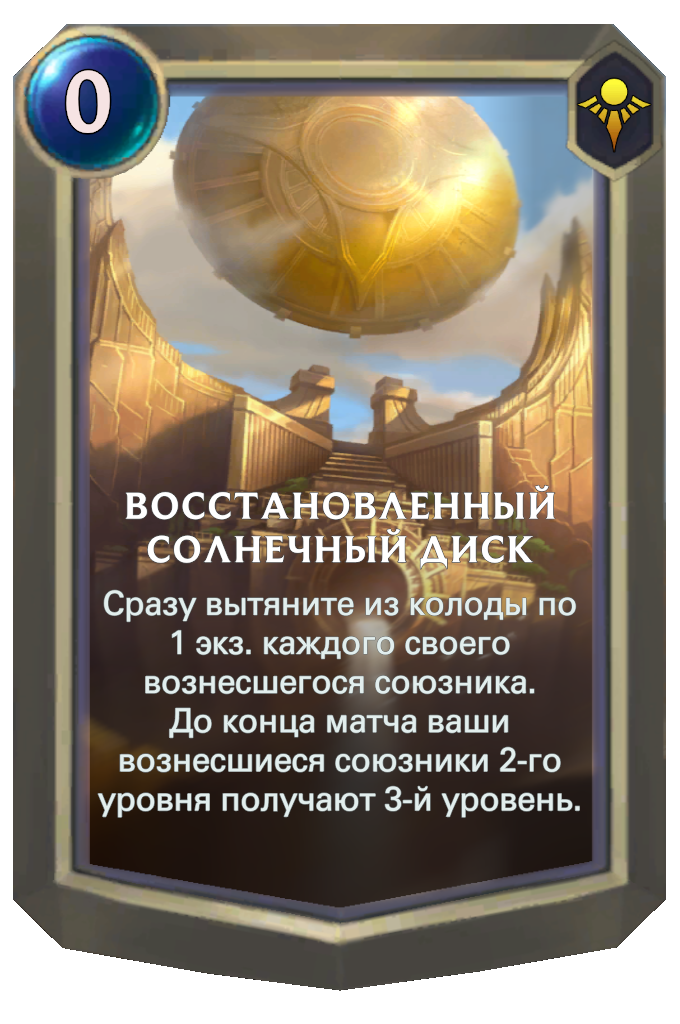 0
ВОССТАНОВЛЕННЫЙ
СОЛНЕЧНЫЙ ДИСК
Сразу вытяните из колоды по
1 экз. каждого своего
вознесшегося союзника.
До конца матча ваши
вознесшиеся союзники 2-го
уровня получают 3-й уровень.